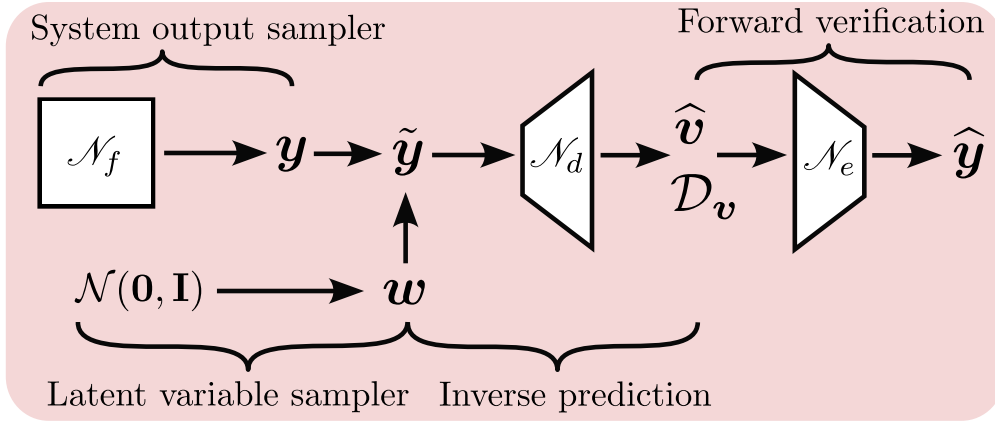 System output sampler
Forward verification
𝒩_f
y
ỹ
𝒩_d
v̂
𝒟_v
𝒩_e
ŷ
𝒩(0, I)
w
Latent variable sampler
Inverse prediction